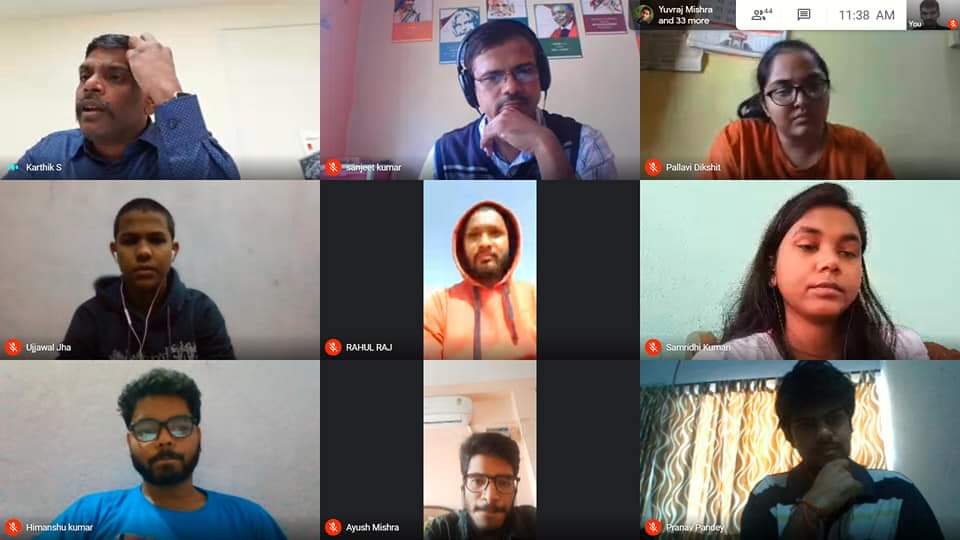 Yuvraj Mishra
and 33 more
44
11:38 AM
You
Karthik S
sanjeet kumar
Pallavi Dikshit
Ujjawal Jha
RAHUL RAJ
Samridhi Kumari
Himanshu kumar
Ayush Mishra
Pranav Pandey